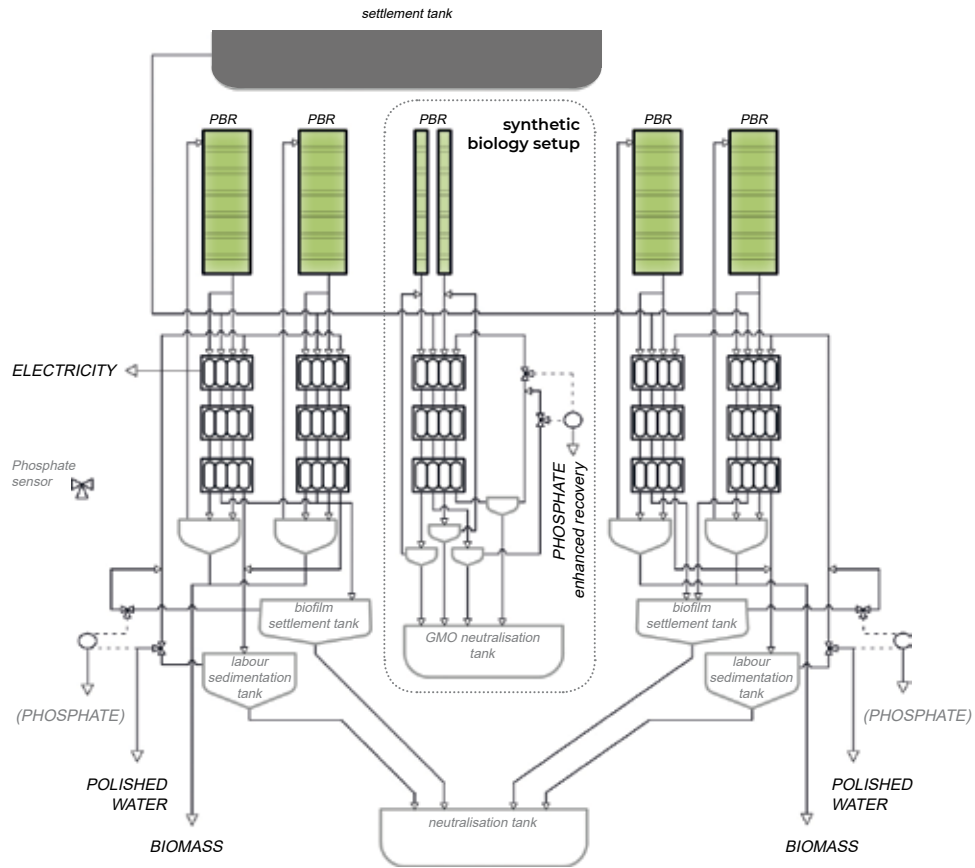 settlement tank
PBR
PBR
PBR
PBR
PBR
synthetic
biology setup
ELECTRICITY
Phosphate
sensor
PHOSPHATE
enhanced recovery
biofilm
settlement tank
GMO neutralisation
tank
biofilm
settlement tank
labour
sedimentation
tank
labour
sedimentation
tank
(PHOSPHATE)
(PHOSPHATE)
POLISHED
WATER
POLISHED
WATER
BIOMASS
neutralisation tank
BIOMASS